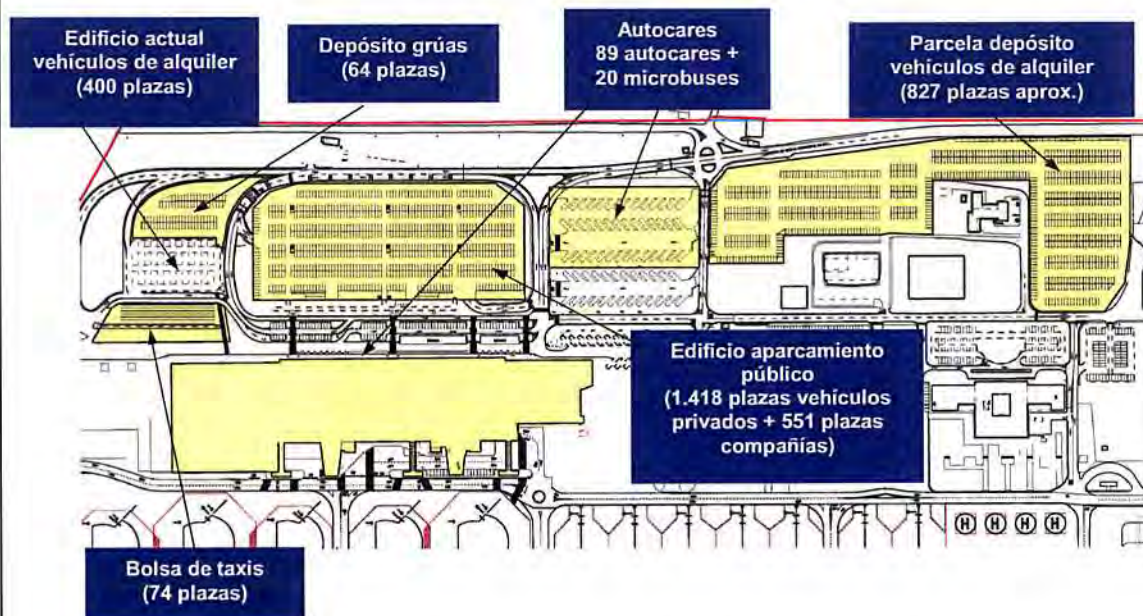 Edificio actual
vehículos de alquiler
(400 plazas)
Depósito grúas
(64 plazas)
Autocares
89 autocares +
20 microbuses
Parcela depósito
vehículos de alquiler
(827 plazas aprox.)
Edificio aparcamiento
público
(1.418 plazas vehículos
privados + 551 plazas
compañías)
H H H H
Bolsa de taxis
(74 plazas)